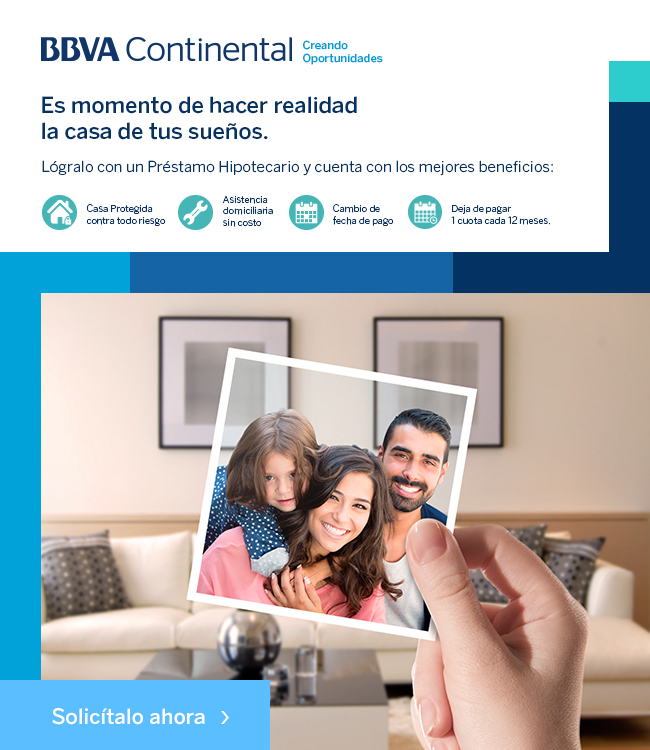 BBVA Continental
Creando
Oportunidades
Es momento de hacer realidad
la casa de tus sueños.
Lógralo con un Préstamo Hipotecario y cuenta con los mejores beneficios:
Casa Protegida
contra todo riesgo
Asistencia
domiciliaria
sin costo
Cambio de
fecha de pago
Deja de pagar
1 cuota cada 12 meses.
Solicítalo ahora >